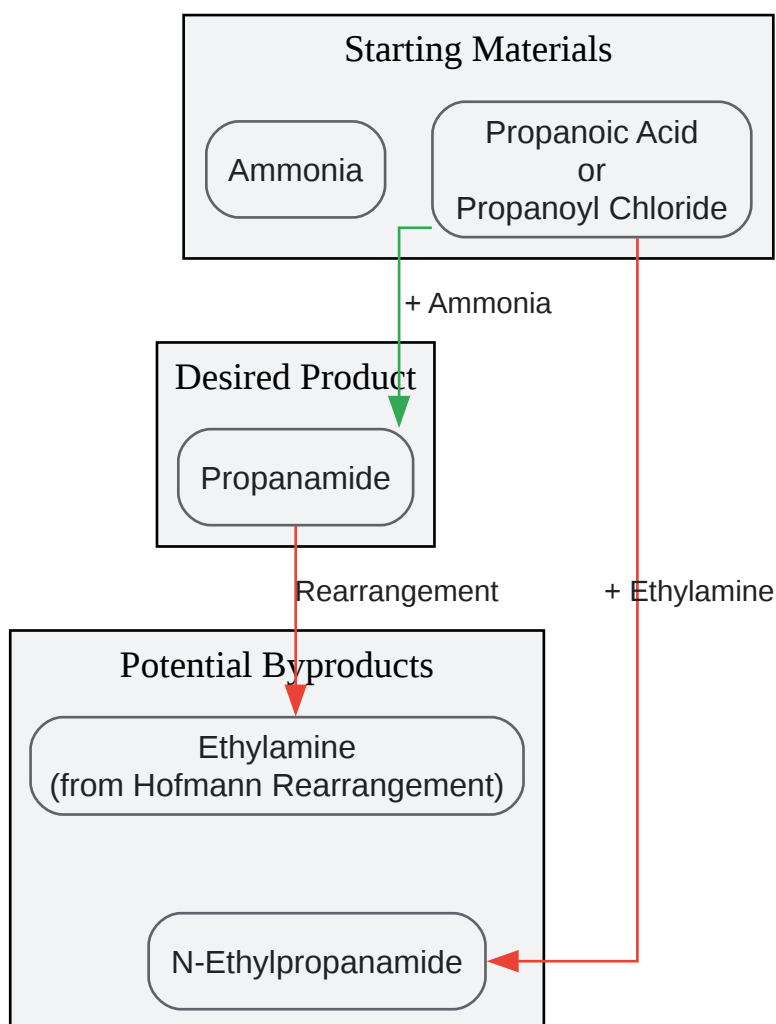 Starting Materials
Ammonia
Propanoic Acid
or
Propanoyl Chloride
+ Ammonia
Desired Product
Propanamide
Rearrangement
+ Ethylamine
Potential Byproducts
Ethylamine
(from Hofmann Rearrangement)
N-Ethylpropanamide